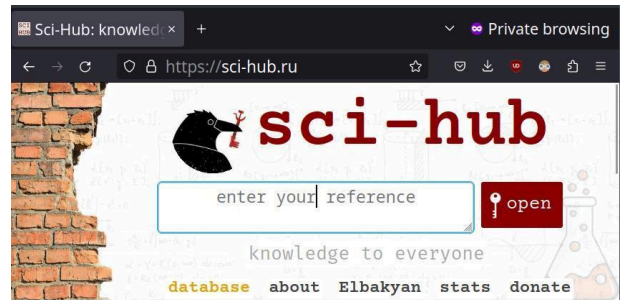 Sci-Hub: knowledg
Private browsing
https://sci-hub.ru
sci-hub
enter your reference
open
knowledge to everyone
database about Elbakyan stats donate